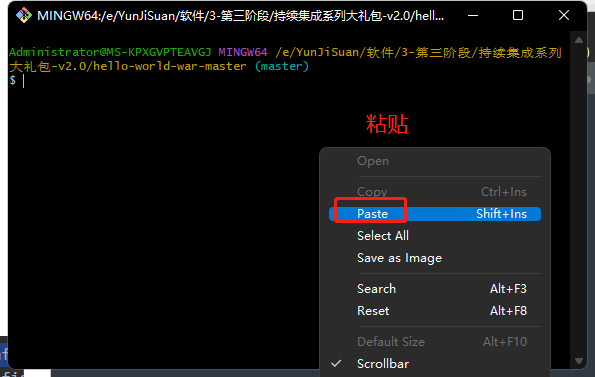 MINGW64:/e/YunJiSuan/软件/3-第三阶段/持续集成系列大礼包-v2.0/hell...
Administrator@MS-KPXGVPTEAVGJ MINGW64 /e/YunJiSuan/软件/3-第三阶段/持续集成系列
大礼包-v2.0/hello-world-war-master (master)
$
粘贴
Open
Copy Ctrl+Ins
Paste Shift+Ins
Select All
Save as Image
Search Alt+F3
Reset Alt+F8
Default Size Alt+F10
Scrollbar